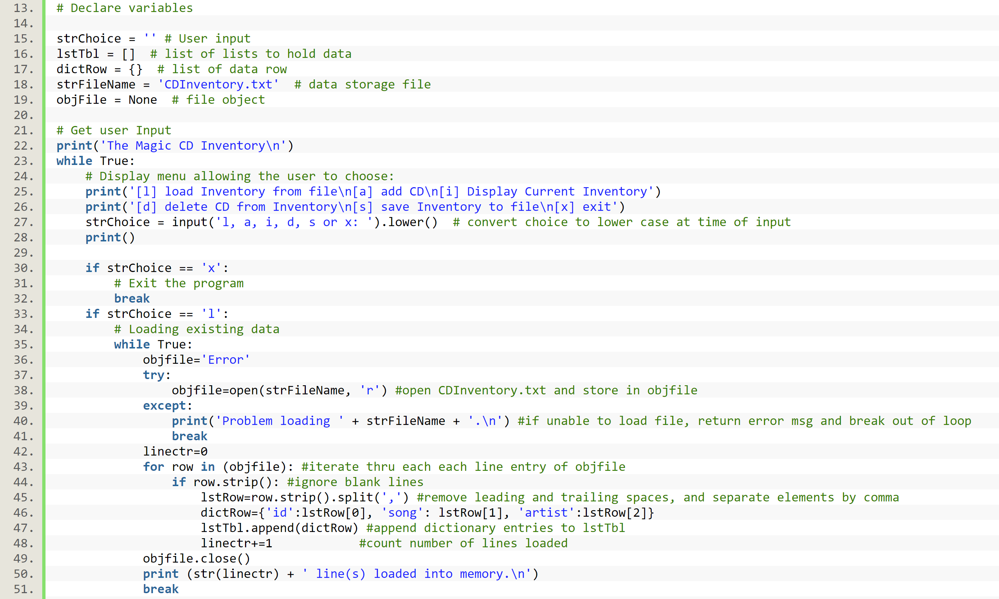 13. # Declare variables
14.
15. strChoice = '' # User input
16. lstTbl = []  # list of lists to hold data
17. dictRow = {}  # list of data row
18. strFileName = 'CDInventory.txt'  # data storage file
19. objFile = None  # file object
20.
21. # Get user Input
22. print('The Magic CD Inventory\n')
23. while True:
24.     # Display menu allowing the user to choose:
25.     print('[l] load Inventory from file\n[a] add CD\n[i] Display Current Inventory')
26.     print('[d] delete CD from Inventory\n[s] save Inventory to file\n[x] exit')
27.     strChoice = input('l, a, i, d, s or x: ').lower()  # convert choice to lower case at time of input
28.     print()
29.
30.     if strChoice == 'x':
31.         # Exit the program
32.         break
33.     if strChoice == 'l':
34.         # Loading existing data
35.         while True:
36.             objfile='Error'
37.             try:
38.                 objfile=open(strFileName, 'r') #open CDInventory.txt and store in objfile
39.             except:
40.                 print('Problem loading ' + strFileName + '.\n') #if unable to load file, return error msg and break out of loop
41.                 break
42.             linectr=0
43.             for row in (objfile): #iterate thru each each line entry of objfile
44.                 if row.strip(): #ignore blank lines
45.                     lstRow=row.strip().split(',') #remove leading and trailing spaces, and separate elements by comma
46.                     dictRow={'id':lstRow[0], 'song': lstRow[1], 'artist':lstRow[2]}
47.                     lstTbl.append(dictRow) #append dictionary entries to lstTbl
48.                     linectr+=1            #count number of lines loaded
49.             objfile.close()
50.             print (str(linectr) + ' line(s) loaded into memory.\n')
51.             break